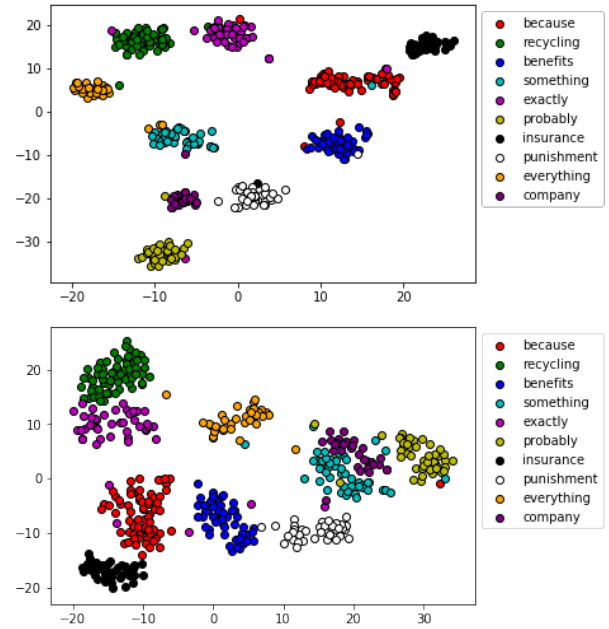 20
10
0
−10
−20
−30
−20
−10
0
10
20
because
recycling
benefits
something
exactly
probably
insurance
punishment
everything
company
20
10
0
−10
−20
−20
−10
0
10
20
30
because
recycling
benefits
something
exactly
probably
insurance
punishment
everything
company